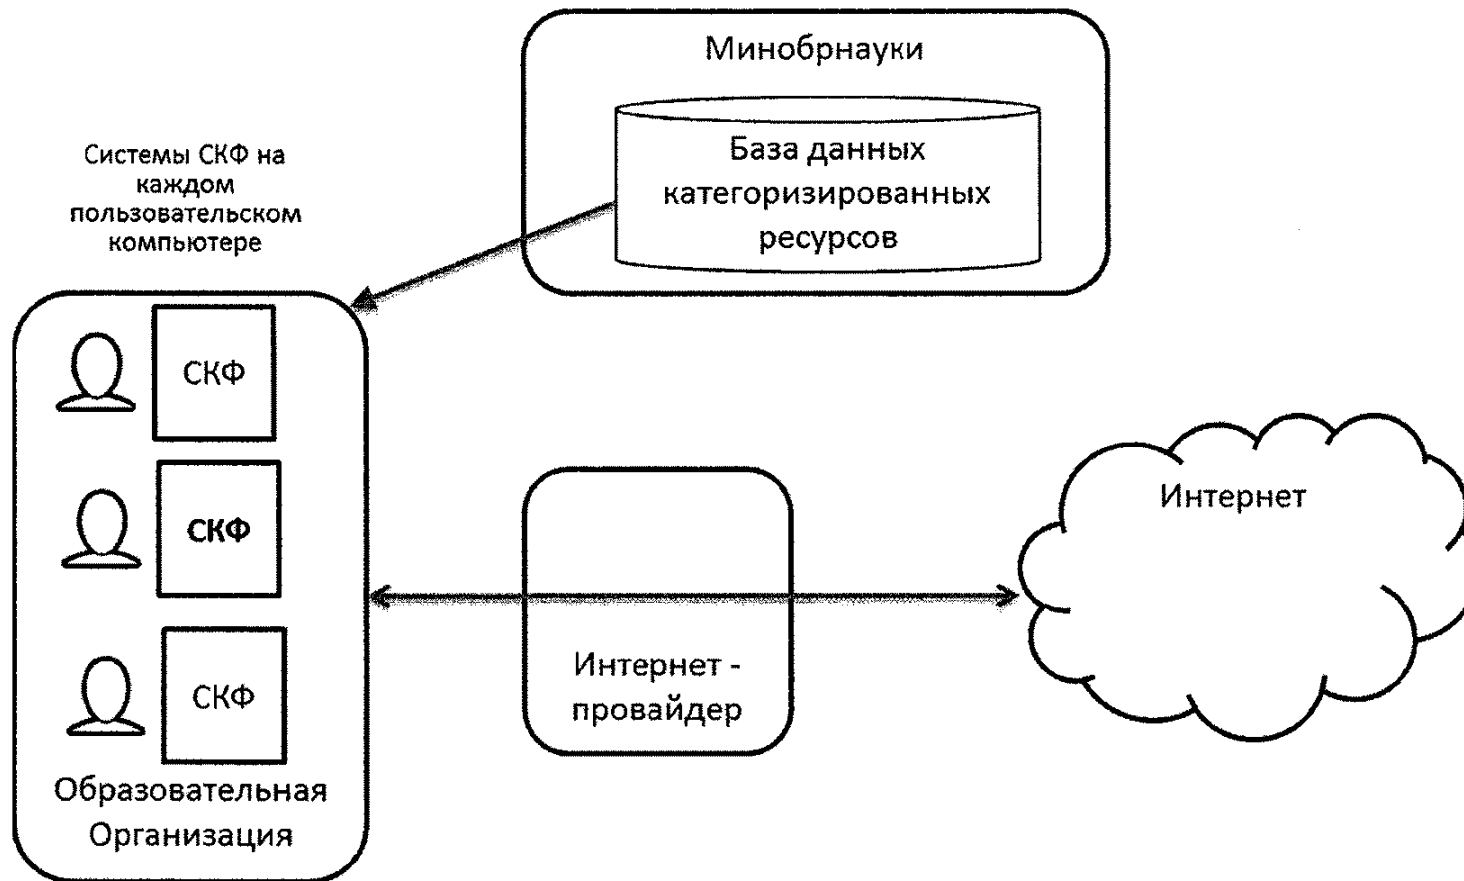 Минобрнауки
База данных
категоризированных
ресурсов
Системы СКФ на
каждом
пользовательском
компьютере
СКФ
СКФ
СКФ
Образовательная
Организация
Интернет -
провайдер
Интернет